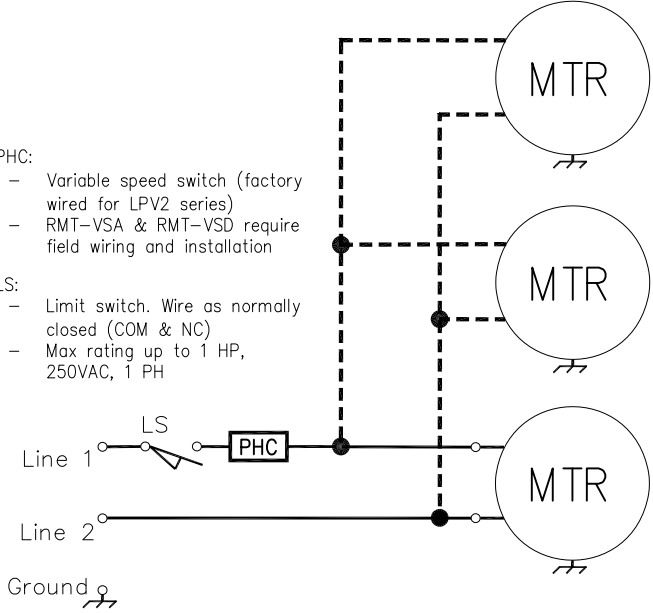 MTR
PHC:
– Variable speed switch (factory
wired for LPV2 series)
– RMT–VSA & RMT–VSD require
field wiring and installation
MTR
LS:
– Limit switch. Wire as normally
closed (COM & NC)
– Max rating up to 1 HP,
250VAC, 1 PH
LS
PHC
Line 1
MTR
Line 2
Ground